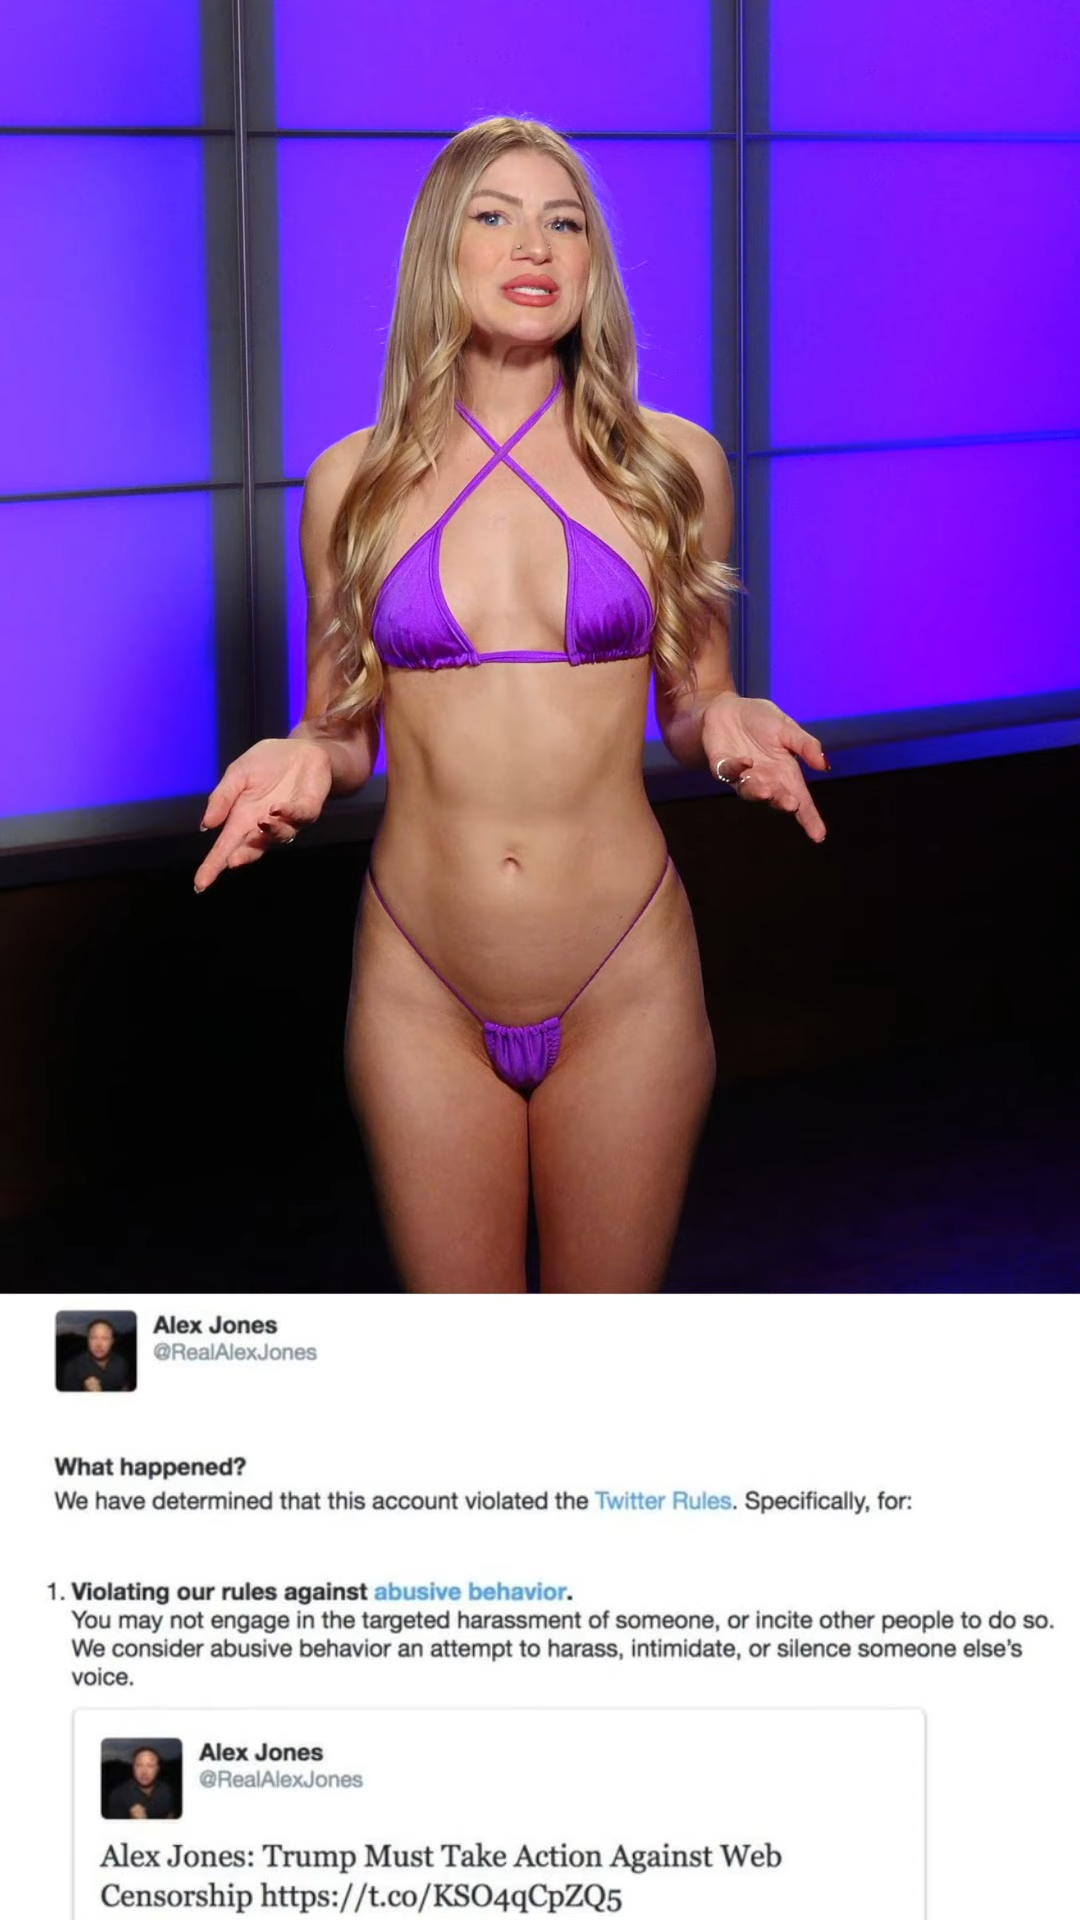 Alex Jones
@RealAlexJones
What happened?
We have determined that this account violated the Twitter Rules. Specifically, for:
1. Violating our rules against abusive behavior.
You may not engage in the targeted harassment of someone, or incite other people to do so.
We consider abusive behavior an attempt to harass, intimidate, or silence someone else's
voice.
Alex Jones
@RealAlexJones
Alex Jones: Trump Must Take Action Against Web
Censorship https://t.co/KSO4qCpZQ5